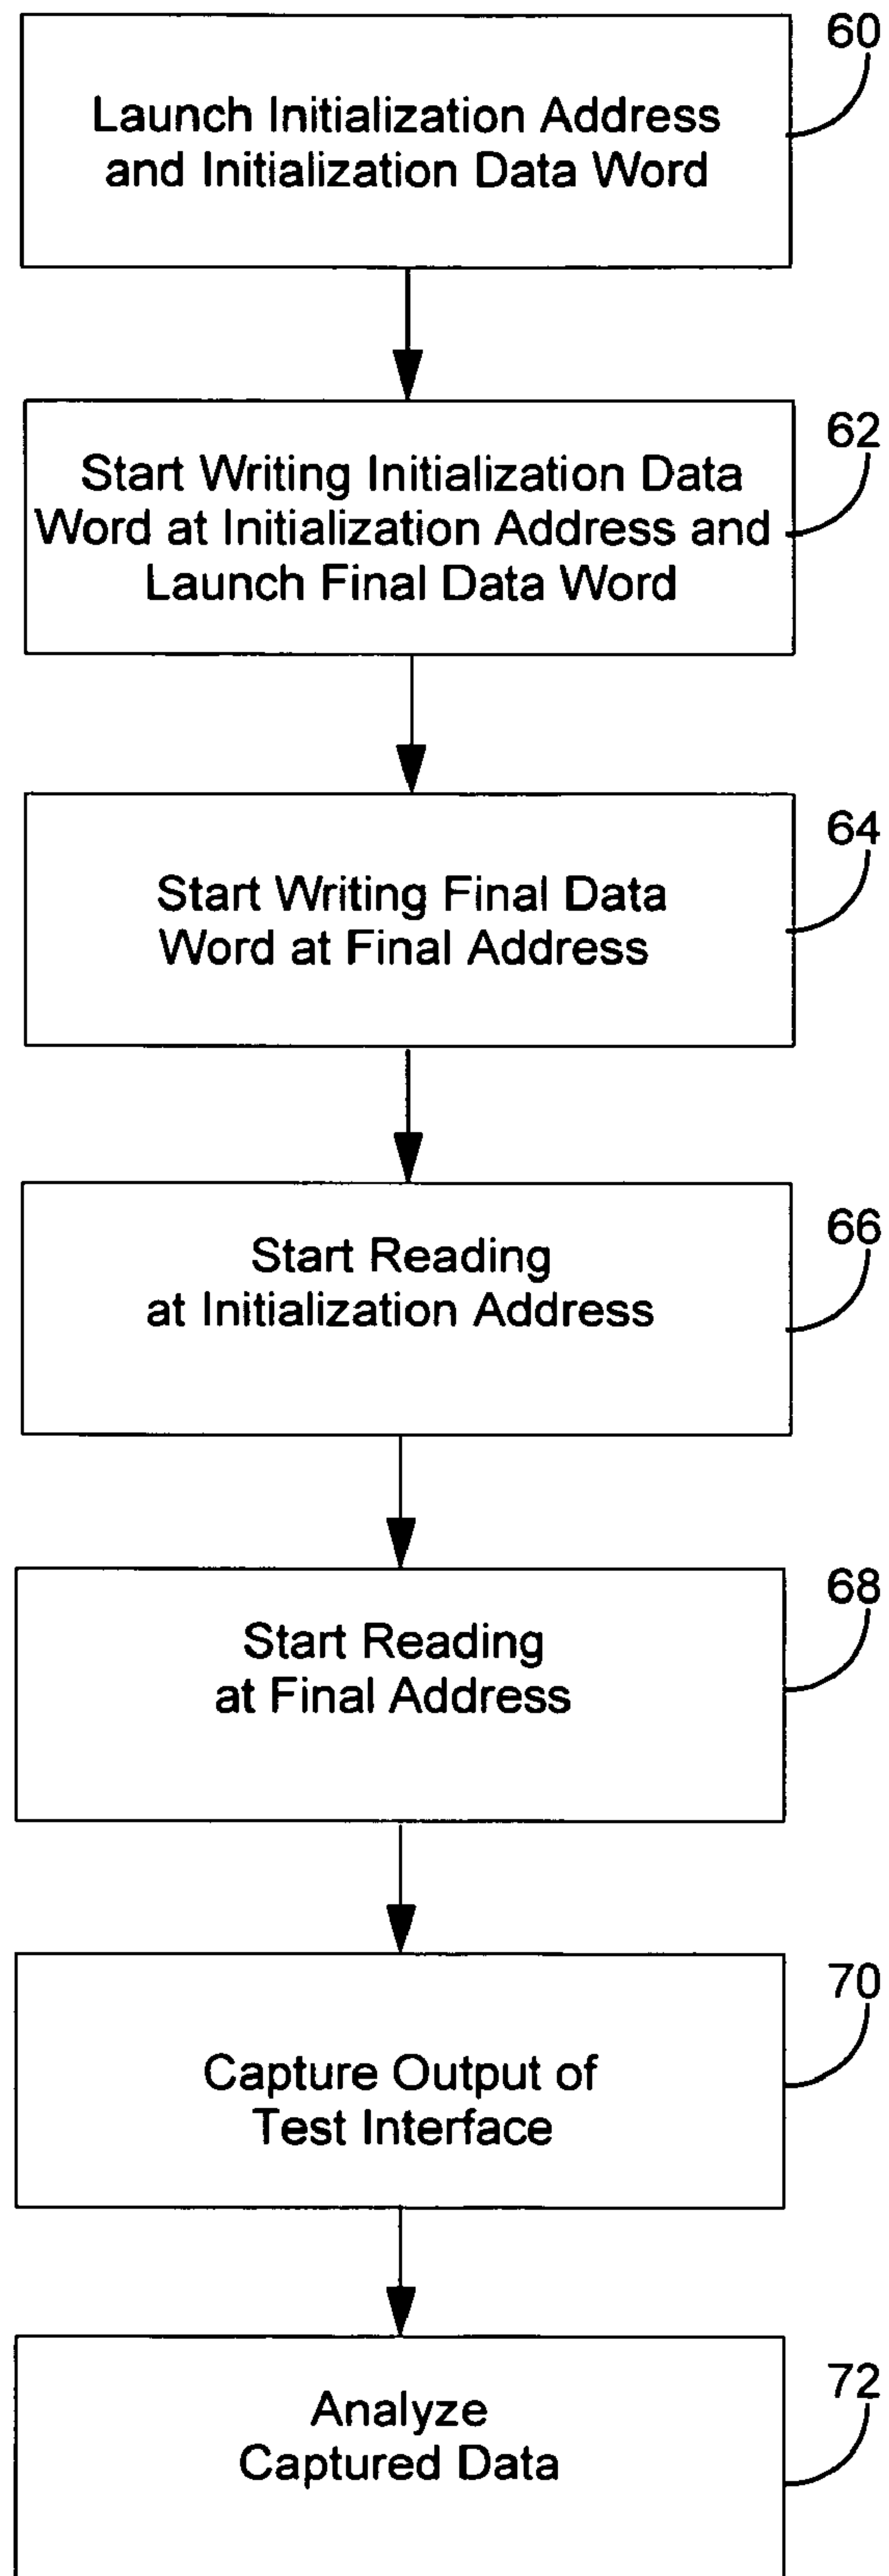 60
Launch Initialization Address
and Initialization Data Word
62
Start Writing Initialization Data
Word at Initialization Address and
Launch Final Data Word
64
Start Writing Final Data
Word at Final Address
66
Start Reading
at Initialization Address
68
Start Reading
at Final Address
70
Capture Output of
Test Interface
72
Analyze
Captured Data